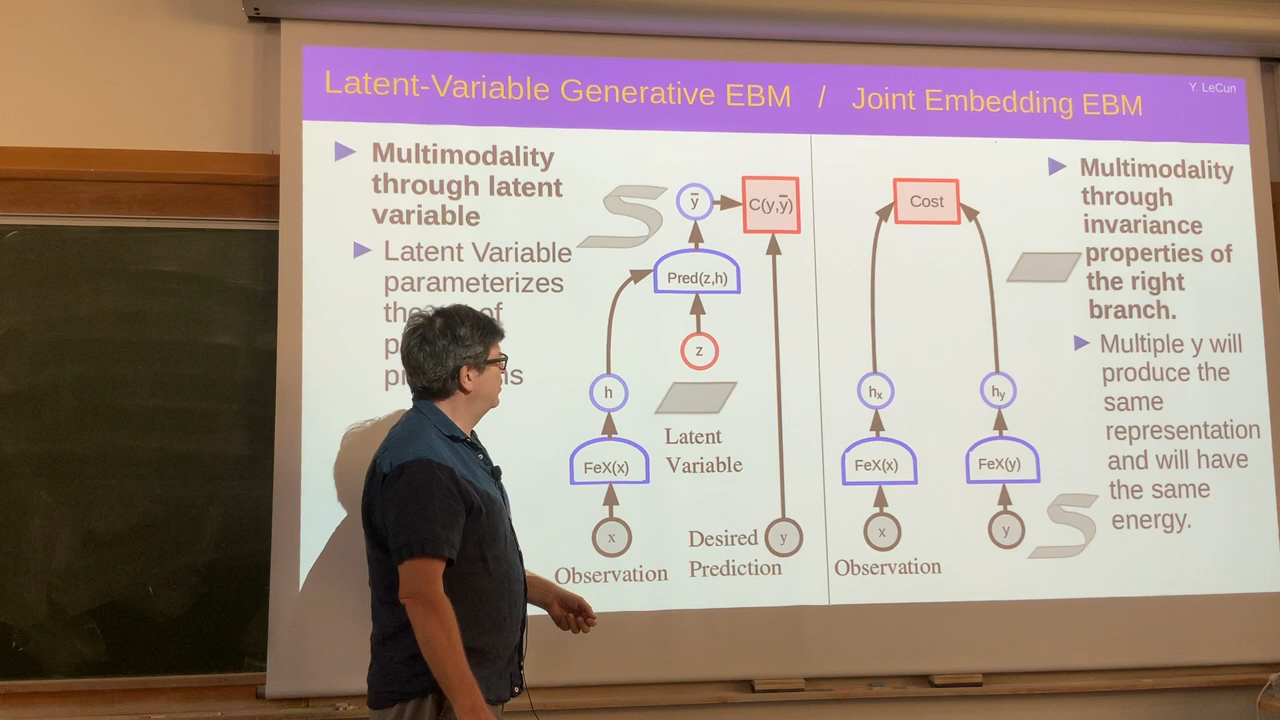 Latent-Variable Generative EBM / Joint Embedding EBM
Y. LeCun
Multimodality
through latent
variable
Latent Variable
parameterizes
ȳ
C(y,ȳ)
Pred(z,h)
z
h
Latent
Variable
FeX(x)
x
Observation
Desired
Prediction
y
Cost
hx
hy
FeX(x)
FeX(y)
x
y
Observation
Multimodality
through
invariance
properties of
the right
branch.
Multiple y will
produce the
same
representation
and will have
the same
energy.